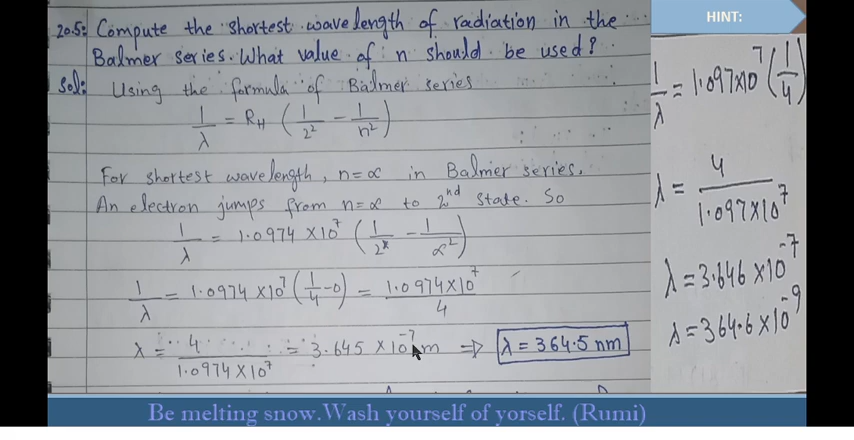 20.5: Compute the shortest wavelength of radiation in the
Balmer series. What value of n should be used?
Sol: Using the formula of Balmer series
1/λ = R_H (1/2² - 1/n²)
For shortest wavelength, n=∝ in Balmer series.
An electron jumps from n=∝ to 2nd state. So
1/λ = 1.0974 ×10⁷ (1/2² - 1/∝²)
1/λ = 1.0974 ×10⁷ (1/4 - 0) = 1.0974×10⁷/4
λ = 4/1.0974×10⁷ = 3.645 ×10⁻⁷ m ⇒ λ = 364.5 nm
HINT:
1/λ = 1.097×10⁷ (1/4)
λ = 4/1.097×10⁷
λ = 3.646 ×10⁻⁷
λ = 364.6 ×10⁻⁹
Be melting snow.Wash yourself of yorself. (Rumi)